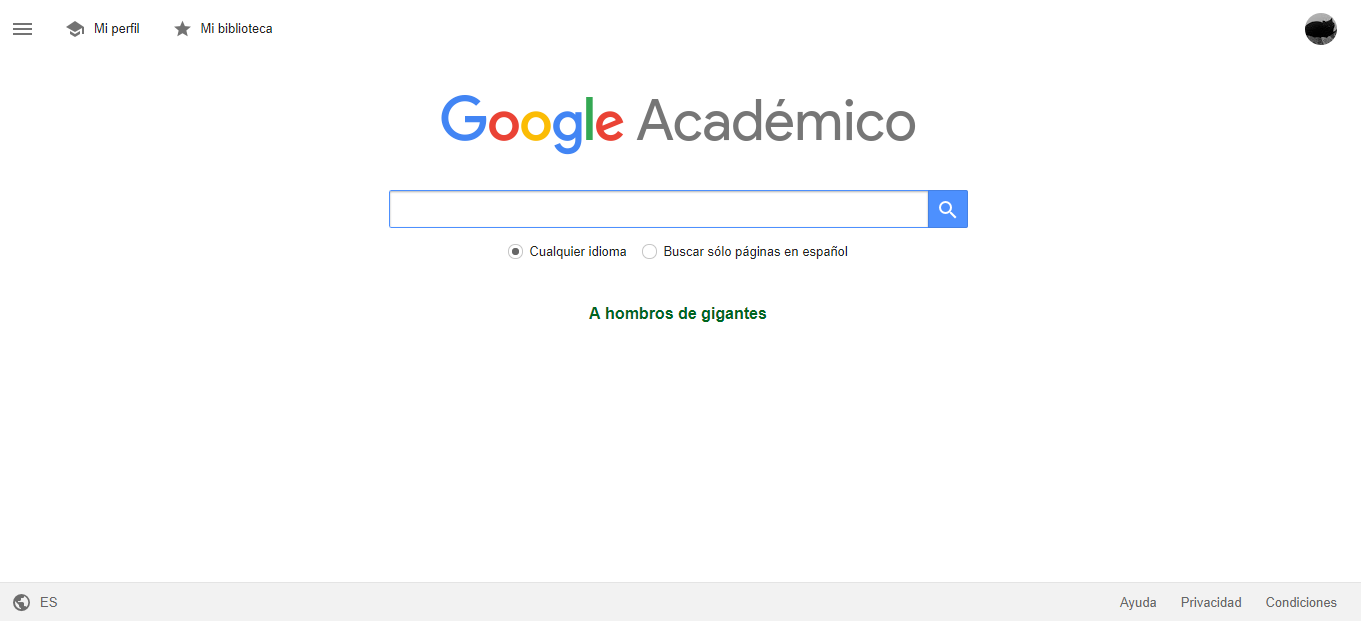 Mi perfil Mi biblioteca
Google Académico
Cualquier idioma Buscar sólo páginas en español
A hombros de gigantes
ES Ayuda Privacidad Condiciones